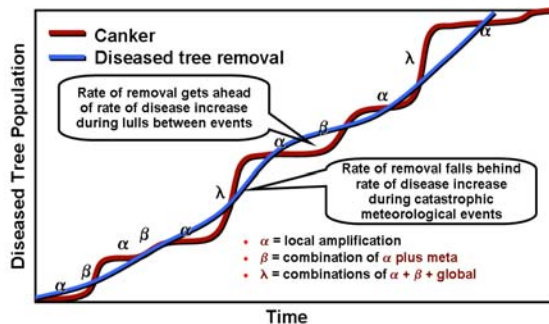 Canker
Diseased tree removal
Rate of removal gets ahead
of rate of disease increase
during lulls between events
Rate of removal falls behind
rate of disease increase
during catastrophic
meteorological events
α
β
α
β
α
λ
α
β
α
λ
α
• α = local amplification
• β = combination of α plus meta
• λ = combinations of α + β + global
Diseased Tree Population
Time